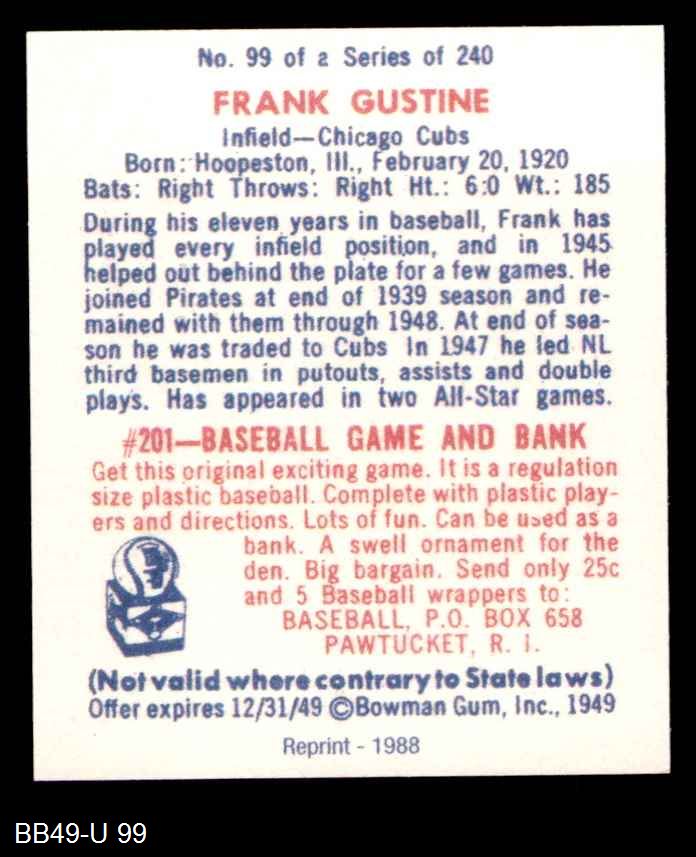 No. 99 of a Series of 240
FRANK GUSTINE
Infield—Chicago Cubs
Born: Hoopeston, Ill., February 20, 1920
Bats: Right Throws: Right Ht.: 6:0 Wt.: 185
During his eleven years in baseball, Frank has
played every infield position, and in 1945
helped out behind the plate for a few games. He
joined Pirates at end of 1939 season and re-
mained with them through 1948. At end of sea-
son he was traded to Cubs In 1947 he led NL
third basemen in putouts, assists and double
plays. Has appeared in two All-Star games.
#201—BASEBALL GAME AND BANK
Get this original exciting game. It is a regulation
size plastic baseball. Complete with plastic play-
ers and directions. Lots of fun. Can be used as a
bank. A swell ornament for the
den. Big bargain. Send only 25c
and 5 Baseball wrappers to:
BASEBALL, P.O. BOX 658
PAWTUCKET, R. I.
(Not valid where contrary to State laws)
Offer expires 12/31/49 ©Bowman Gum, Inc., 1949
Reprint - 1988
BB49-U 99